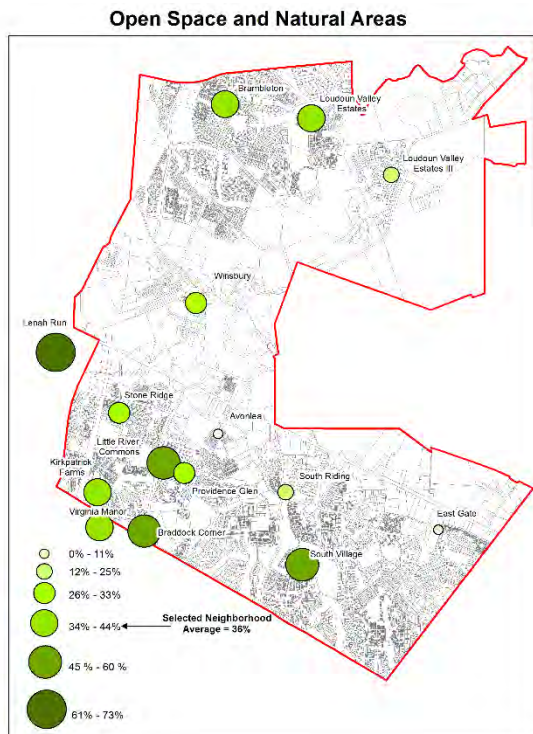 Open Space and Natural Areas
Brambleton
Loudoun Valley
Estates
Loudoun Valley
Estates III
Winsbury
Lenah Run
Stone Ridge
Avonlea
Little River
Commons
Kirkpatrick
Farms
Providence Glen
South Riding
East Gate
Virginia Manor
Braddock Corner
South Village
0% - 11%
12% - 25%
26% - 33%
34% - 44%
Selected Neighborhood
Average = 36%
45 % - 60 %
61% - 73%